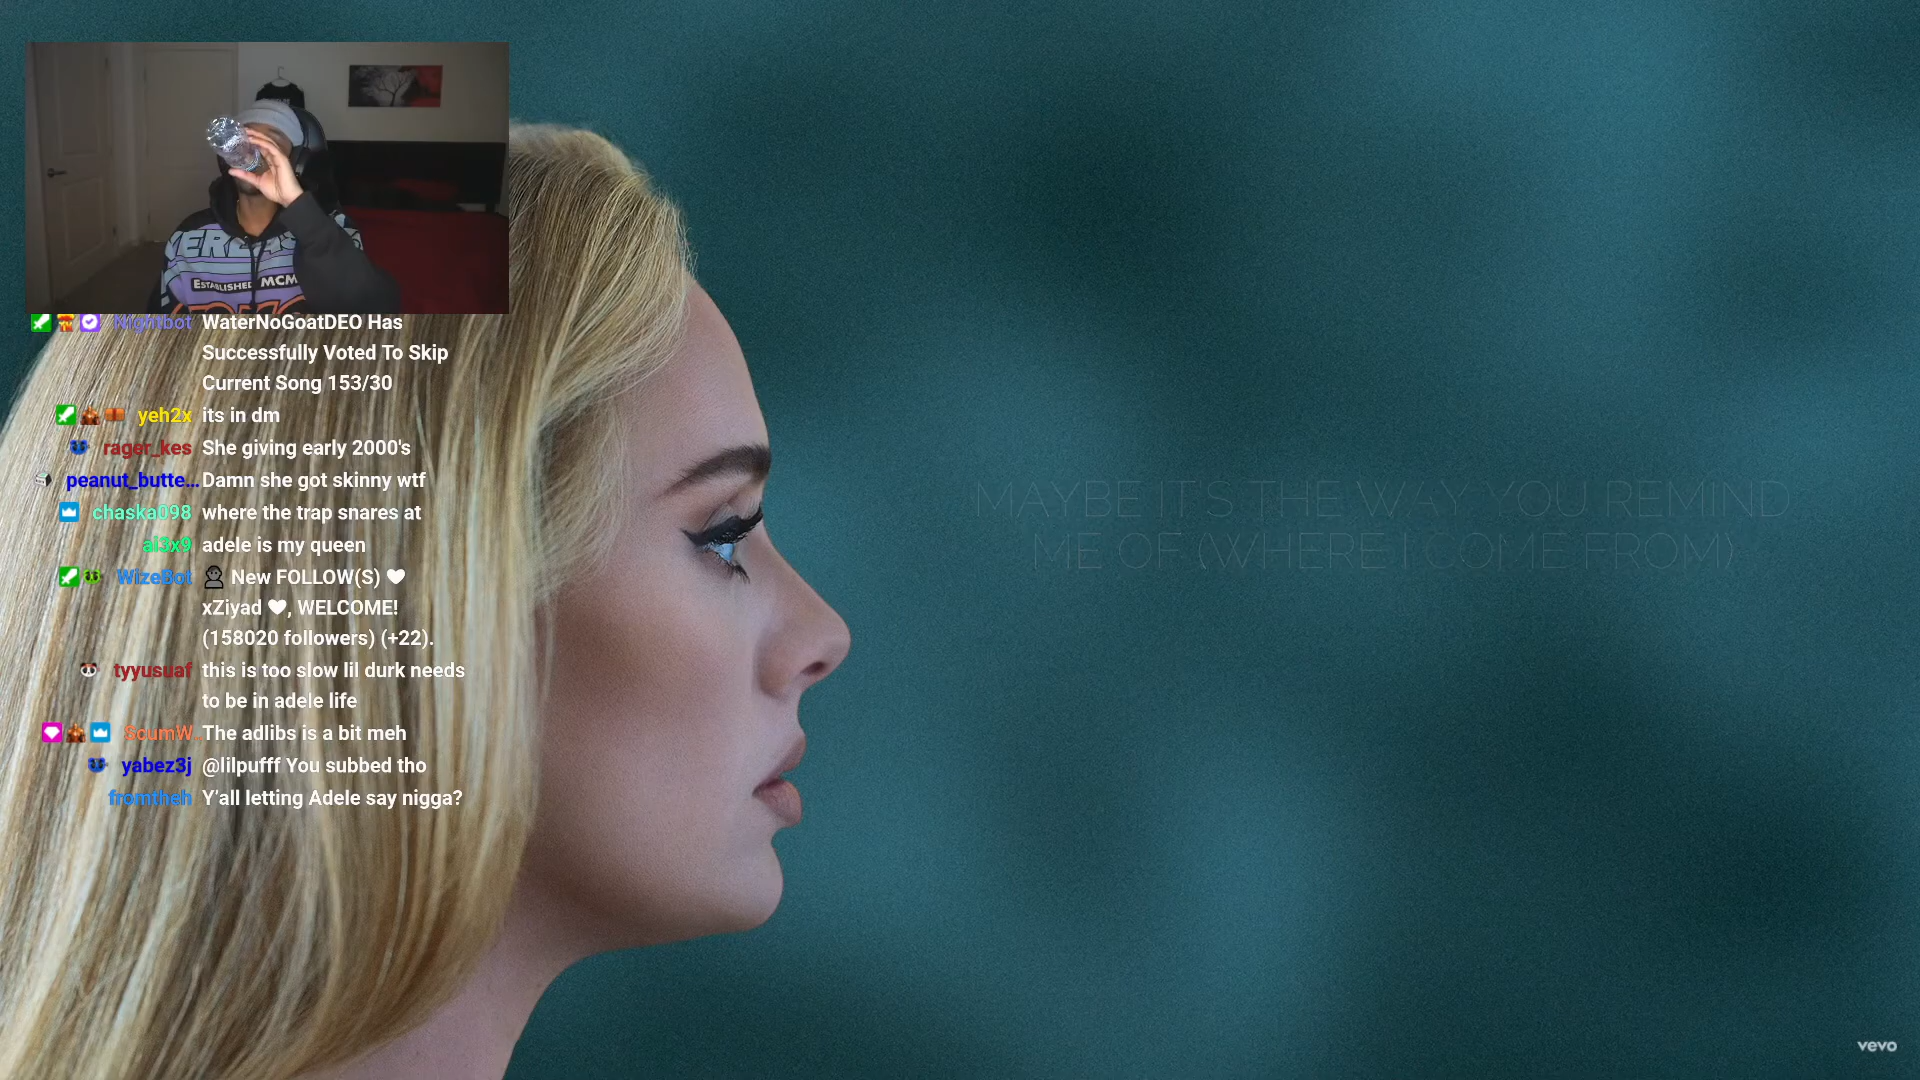 VERSAC
ESTABLISHED MCM
Nightbot WaterNoGoatDEO Has
Successfully Voted To Skip
Current Song 153/30
yeh2x its in dm
rager_kes She giving early 2000's
peanut_butte... Damn she got skinny wtf
chaska098 where the trap snares at
ai3x9 adele is my queen
WizeBot New FOLLOW(S) ♥
xZiyad ♥, WELCOME!
(158020 followers) (+22).
tyyusuaf this is too slow lil durk needs
to be in adele life
ScumW... The adlibs is a bit meh
yabez3j @lilpufff You subbed tho
fromtheh Y'all letting Adele say nigga?
MAYBE IT'S THE WAY YOU REMIND
ME OF (WHERE I COME FROM)
vevo